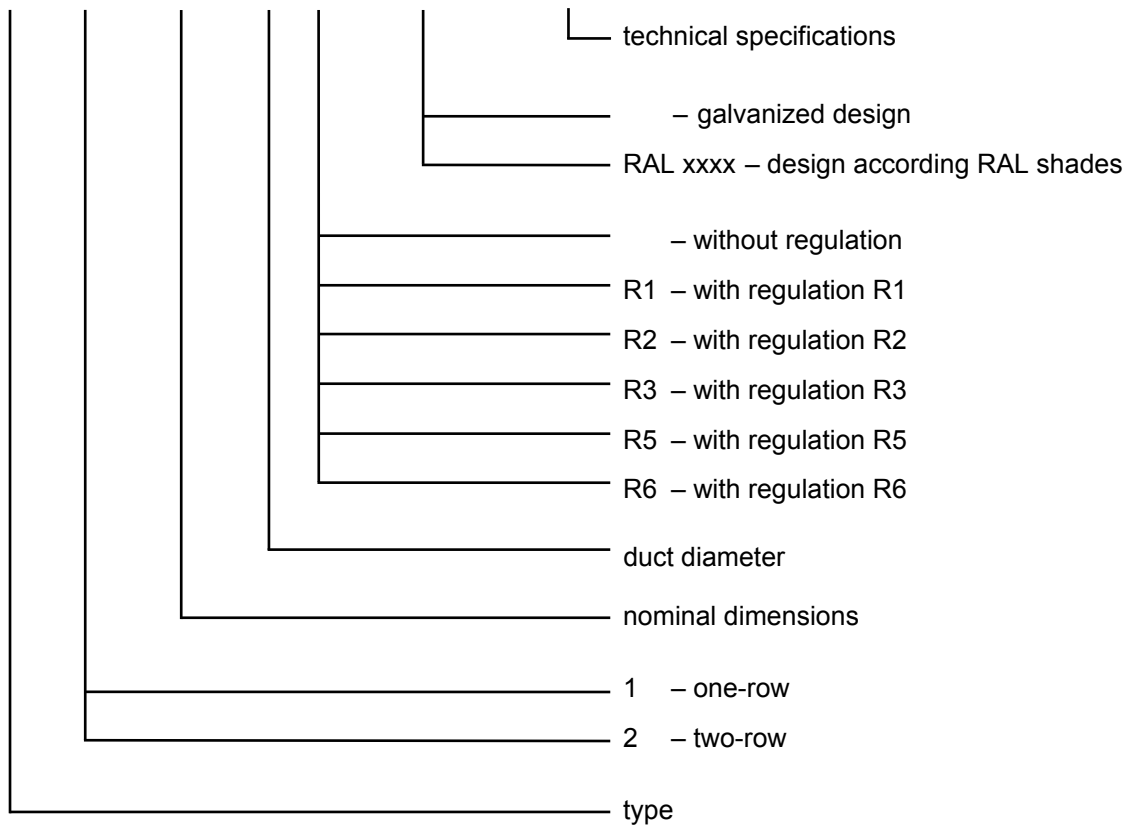 technical specifications
– galvanized design
RAL xxxx – design according RAL shades
– without regulation
R1 – with regulation R1
R2 – with regulation R2
R3 – with regulation R3
R5 – with regulation R5
R6 – with regulation R6
duct diameter
nominal dimensions
1 – one-row
2 – two-row
type